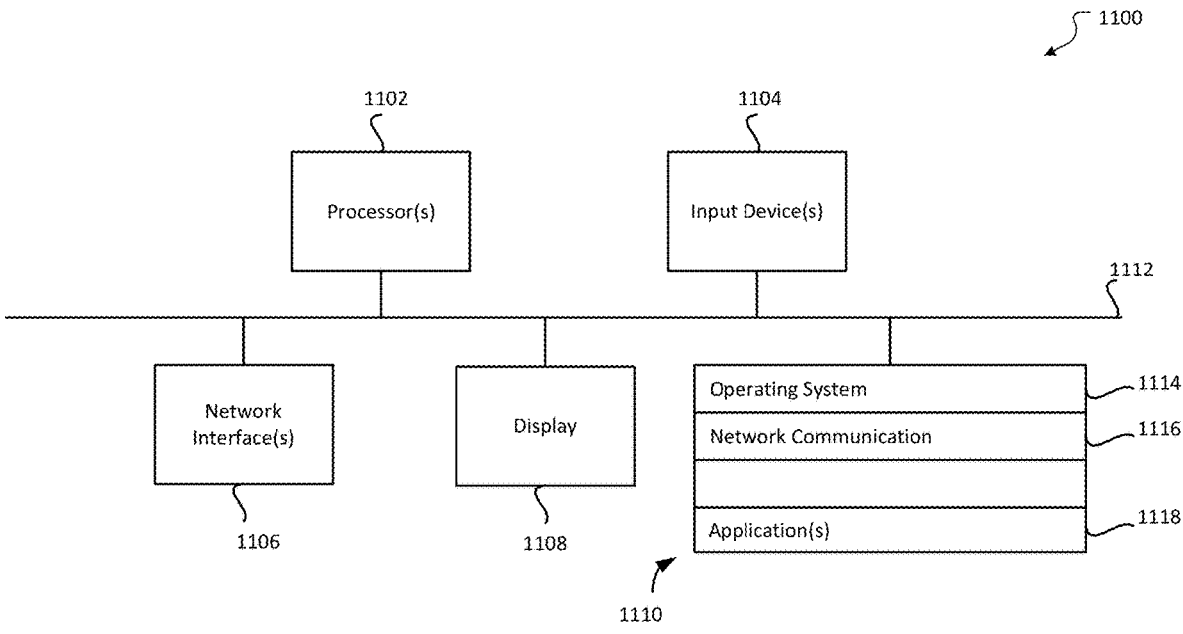 1100
1102
1104
Processor(s)
Input Device(s)
1112
Network
Interface(s)
Display
Operating System
1114
Network Communication
1116
Application(s)
1118
1106
1108
1110